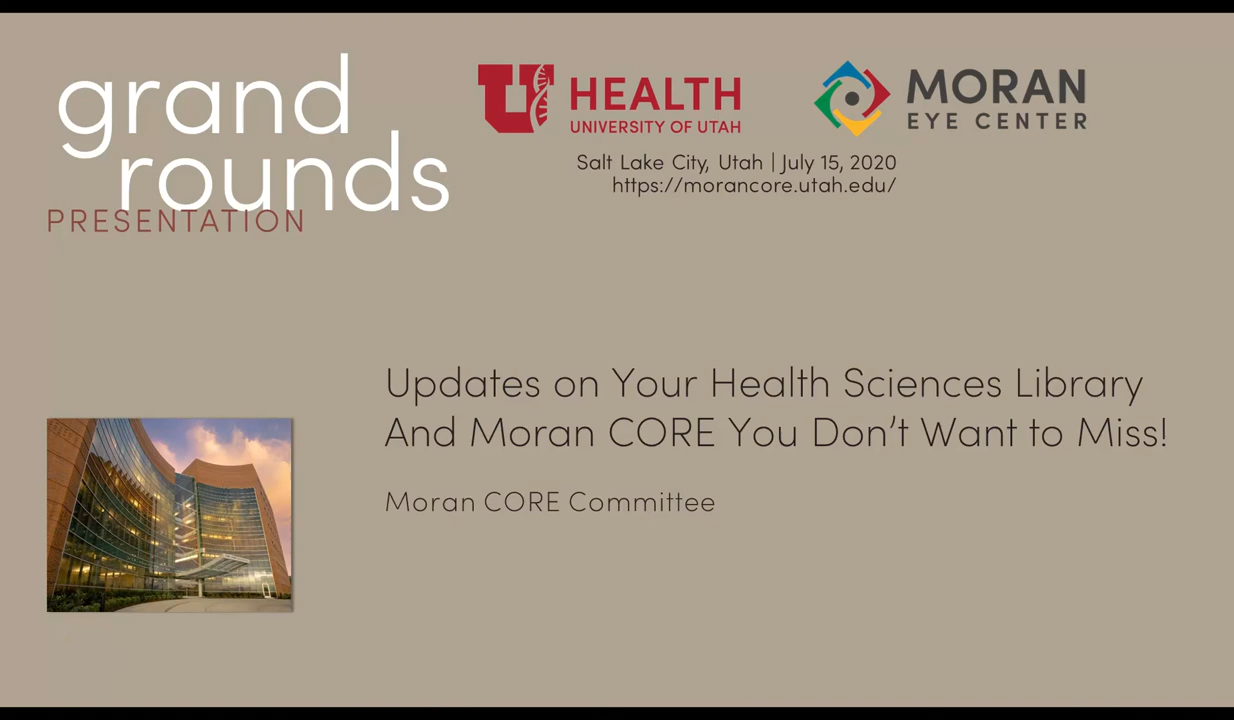 grand
rounds
PRESENTATION
U HEALTH
UNIVERSITY OF UTAH
MORAN
EYE CENTER
Salt Lake City, Utah | July 15, 2020
https://morancore.utah.edu/
Updates on Your Health Sciences Library
And Moran CORE You Don't Want to Miss!
Moran CORE Committee